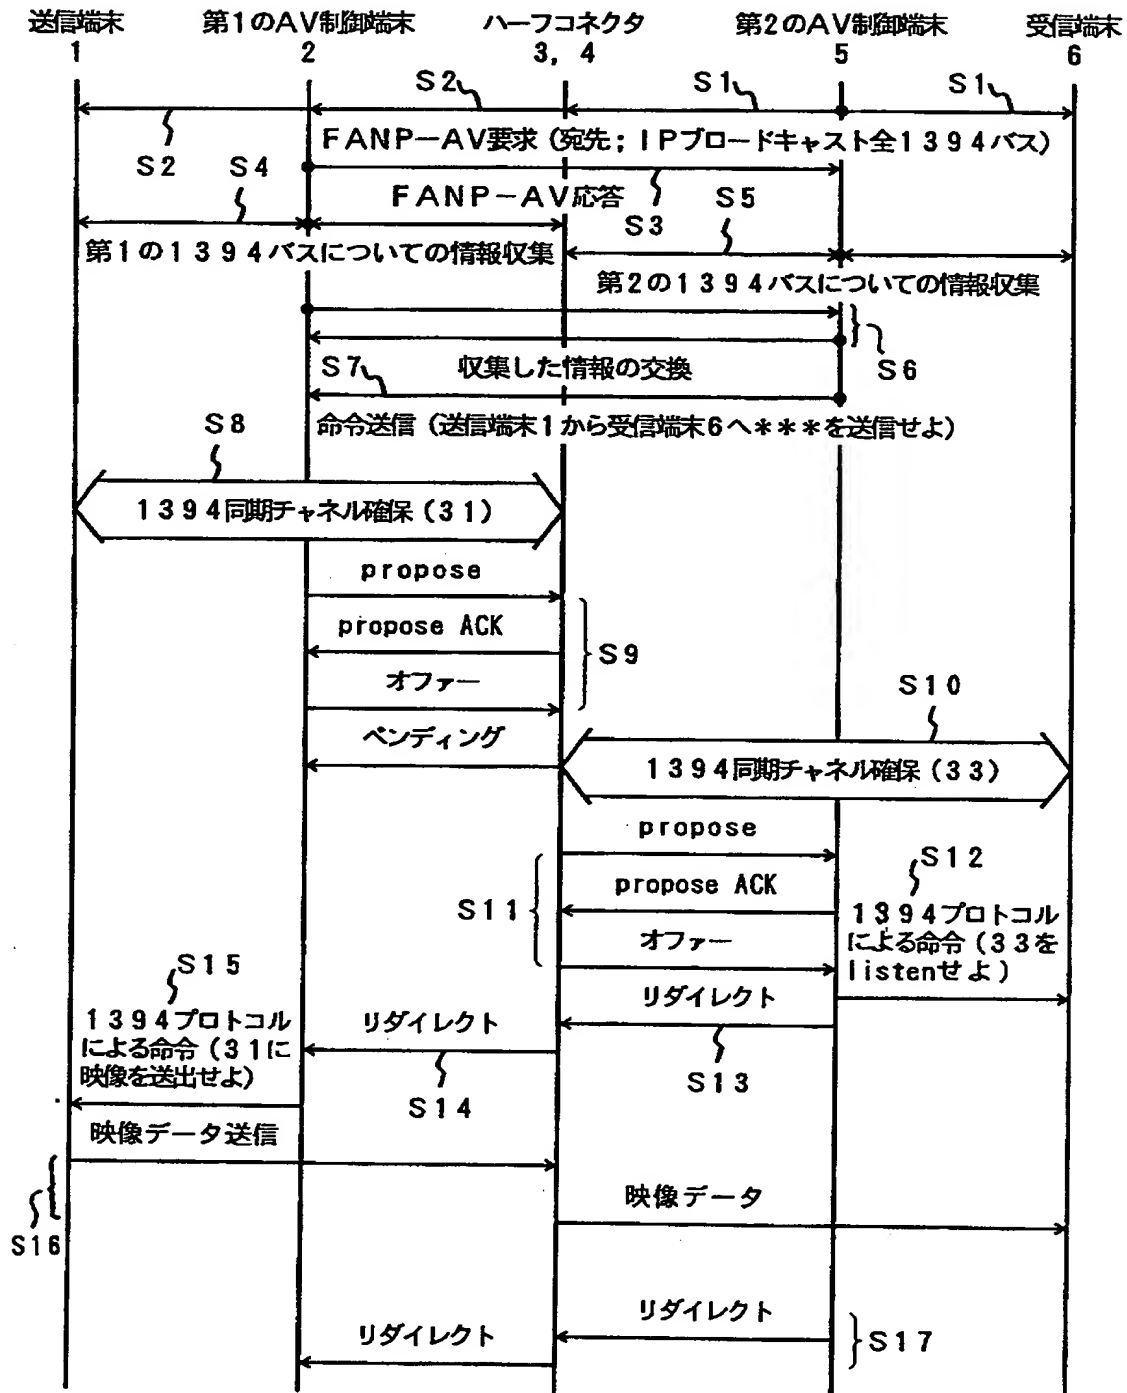 送信端末 第1のAV制御端末 ハーフコネクタ 第2のAV制御端末 受信端末
1 2 3, 4 5 6
S2 S1 S1
FANP-AV要求 (宛先; IPブロードキャスト全1394バス)
S2 S4
FANP-AV応答 S5
S3
第1の1394バスについての情報収集
第2の1394バスについての情報収集
S7 収集した情報の交換 S6
S8 命令送信 (送信端末1から受信端末6へ***を送信せよ)
1394同期チャネル確保 (31)
propose
propose ACK
S9
オファー S10
ペンディング
1394同期チャネル確保 (33)
propose
S12
propose ACK
S11 1394プロトコル
オファー による命令 (33を
S15 listenせよ)
リダイレクト
1394プロトコル リダイレクト
による命令 (31に
映像を送出せよ)
S13
S14
映像データ送信
映像データ
S16
リダイレクト
リダイレクト S17